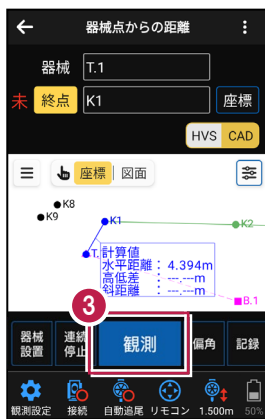 器械点からの距離
器械 T.1
未 終点 K1 座標
HVS CAD
座標 図面
K8
K9
K1
K2
T.
計算値
水平距離： 4.394m
高低差： ---.---m
斜距離： ---.---m
B.1
3
器械設置
連続停止
観測
偏角
記録
観測設定 接続 自動追尾 リモコン 1.500m 50%